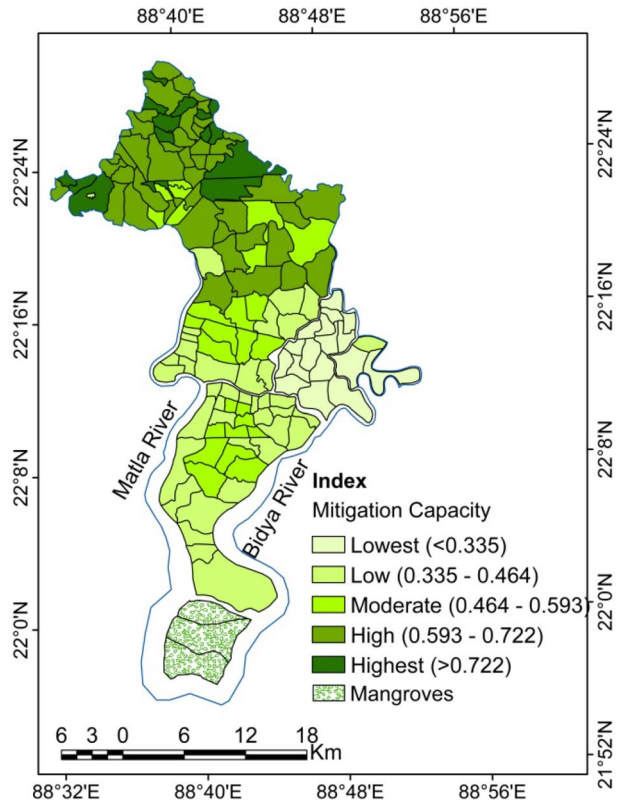 88°40'E 88°48'E 88°56'E
22°24'N
22°24'N
22°16'N
22°16'N
Matla River
22°8'N
22°8'N
Bidya River
Index
Mitigation Capacity
Lowest (<0.335)
Low (0.335 - 0.464)
Moderate (0.464 - 0.593)
High (0.593 - 0.722)
Highest (>0.722)
Mangroves
22°0'N
22°0'N
6 3 0 6 12 18
Km
21°52'N
88°32'E 88°40'E 88°48'E 88°56'E